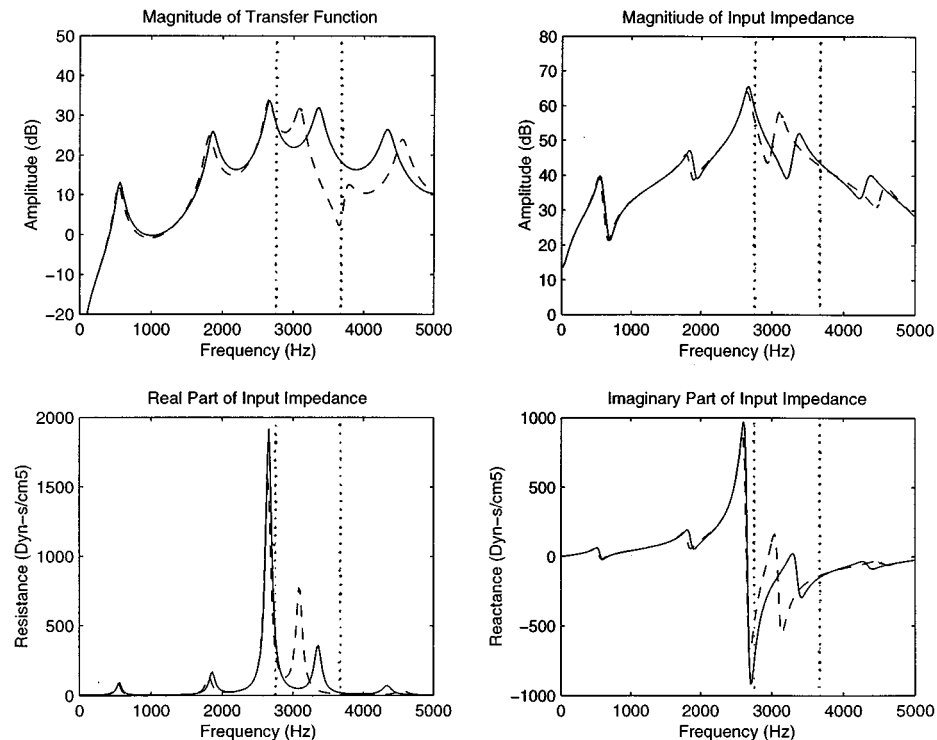 Magnitude of Transfer Function
50
40
30
20
10
0
−10
−20
Amplitude (dB)
0 1000 2000 3000 4000 5000
Frequency (Hz)
Magnitiude of Input Impedance
80
70
60
50
40
30
20
10
0
Amplitude (dB)
0 1000 2000 3000 4000 5000
Frequency (Hz)
Real Part of Input Impedance
2000
1500
1000
500
0
Resistance (Dyn-s/cm5)
0 1000 2000 3000 4000 5000
Frequency (Hz)
Imaginary Part of Input Impedance
1000
500
0
−500
−1000
Reactance (Dyn-s/cm5)
0 1000 2000 3000 4000 5000
Frequency (Hz)